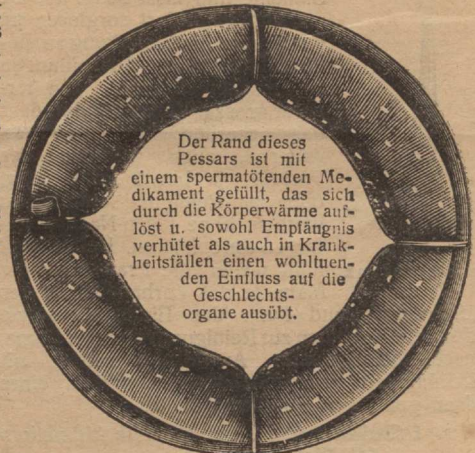 Der Rand dieses
Pessars ist mit
einem spermatötenden Me-
dikament gefüllt, das sich
durch die Körperwärme auf-
löst u. sowohl Empfängnis
verhütet als auch in Krank-
heitsfällen einen wohltuen-
den Einfluss auf die
Geschlechts-
organe ausübt.